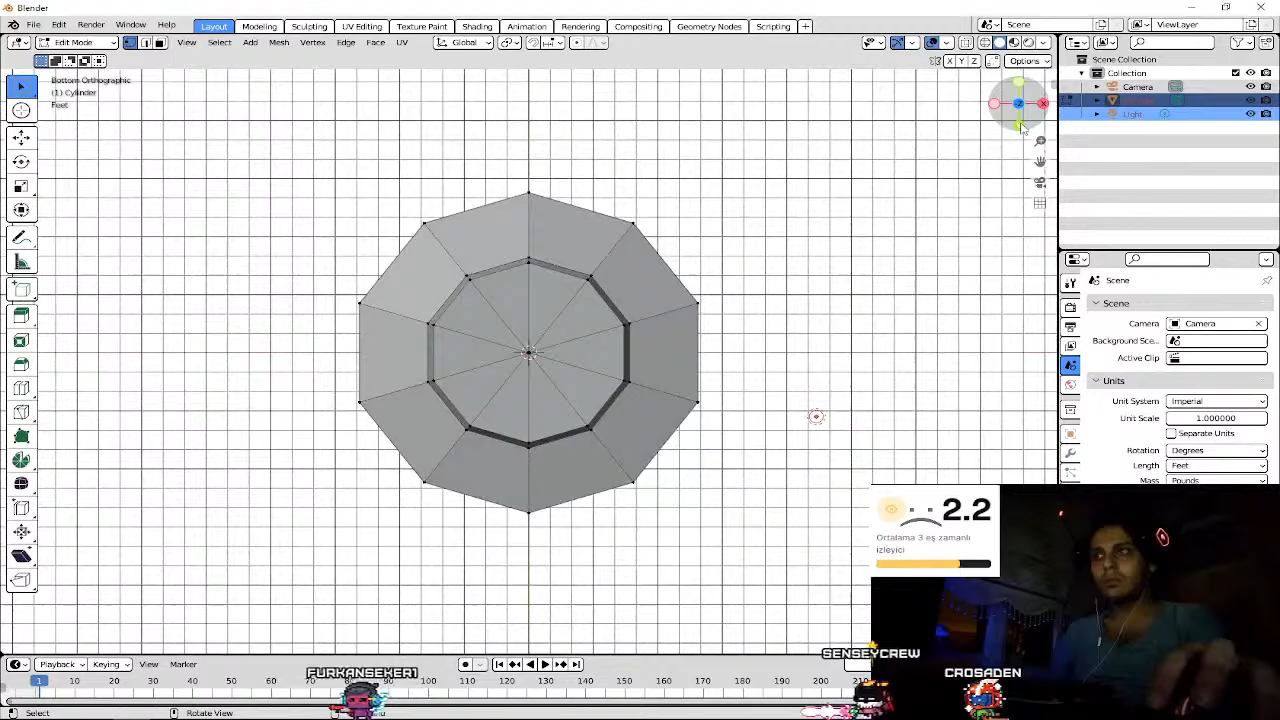 Blender
File Edit Render Window Help Layout Modeling Sculpting UV Editing Texture Paint Shading Animation Rendering Compositing Geometry Nodes Scripting + Scene ViewLayer
Edit Mode View Select Add Mesh Vertex Edge Face UV Global
X Y Z Options
Bottom Orthographic
(1) Cylinder
Feet
-Z X
Scene Collection
Collection
Camera
Light
Scene
Scene
Camera Camera
Background Sce...
Active Clip
Units
Unit System Imperial
Unit Scale 1.000000
Separate Units
Rotation Degrees
Length Feet
Mass Pounds
2.2
Ortalama 3 eş zamanlı
izleyici
Playback Keying View Marker
SENSEYCREW
FURKANSEKER1
CROSADEN
1 10 20 30 40 50 60 70 80 90 100 110 120 130 140 150 160 170 180 190 200 210
Select Rotate View